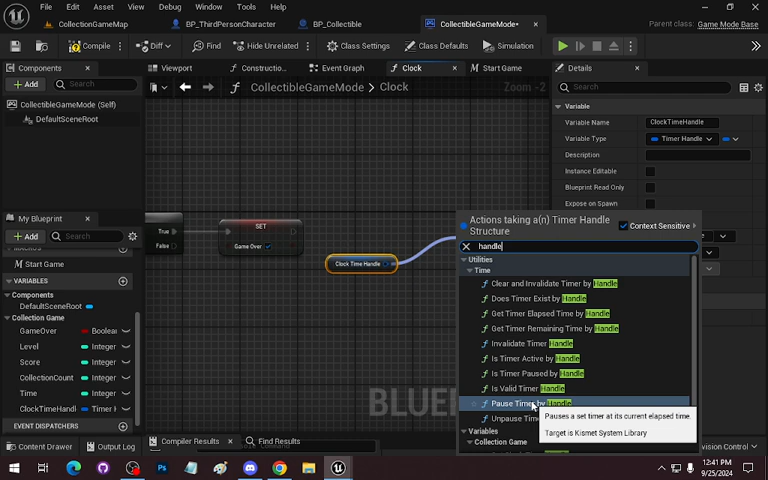 File Edit Asset View Debug Window Tools Help
CollectionGameMap
BP_ThirdPersonCharacter
BP_Collectible
CollectibleGameMode*
Parent class: Game Mode Base
Compile
Diff
Find
Hide Unrelated
Class Settings
Class Defaults
Simulation
Components
Viewport
Constructio...
Event Graph
Clock
Start Game
Details
+ Add
Search
CollectibleGameMode > Clock
Zoom -2
Search
CollectibleGameMode (Self)
DefaultSceneRoot
Variable
Variable Name ClockTimeHandle
Variable Type Timer Handle
Description
Instance Editable
Blueprint Read Only
Expose on Spawn
My Blueprint
+ Add
Search
Start Game
VARIABLES
Components
DefaultSceneRoot
Collection Game
GameOver Boolea
Level Integer
Score Integer
CollectionCount Integer
Time Integer
ClockTimeHandl Timer H
EVENT DISPATCHERS
True
False
SET
Game Over
Clock Time Handle
Actions taking a(n) Timer Handle
Structure
Context Sensitive
handle
Utilities
Time
Clear and Invalidate Timer by Handle
Does Timer Exist by Handle
Get Timer Elapsed Time by Handle
Get Timer Remaining Time by Handle
Invalidate Timer Handle
Is Timer Active by Handle
Is Timer Paused by Handle
Is Valid Timer Handle
Pause Timer by Handle
Unpause Time
Variables
Collection Game
Pauses a set timer at its current elapsed time.
Target is Kismet System Library
Content Drawer
Output Log
Compiler Results
Find Results
12:41 PM
9/25/2024